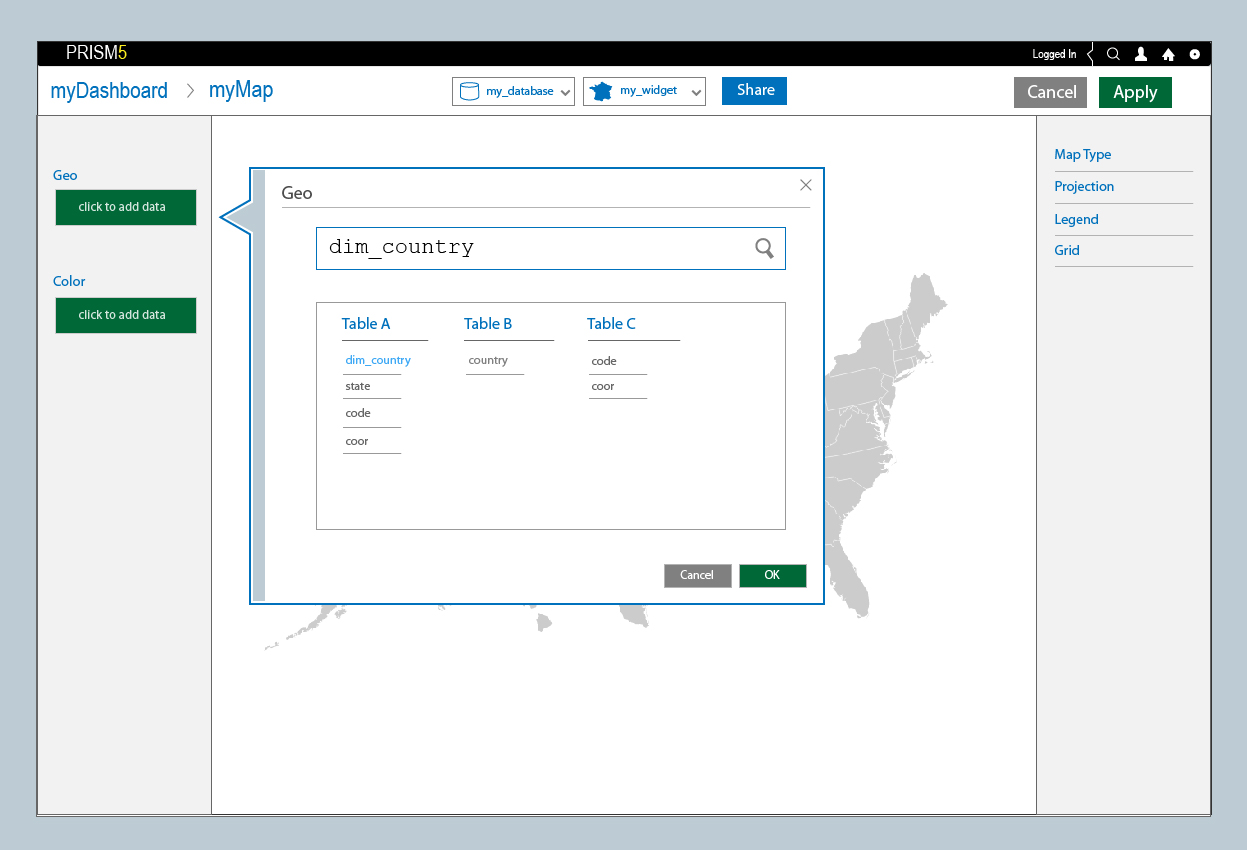 PRISM5
Logged In
myDashboard > myMap
my_database
my_widget
Share
Cancel
Apply
Geo
click to add data
Color
click to add data
Geo
dim_country
Table A
dim_country
state
code
coor
Table B
country
Table C
code
coor
Cancel
OK
Map Type
Projection
Legend
Grid